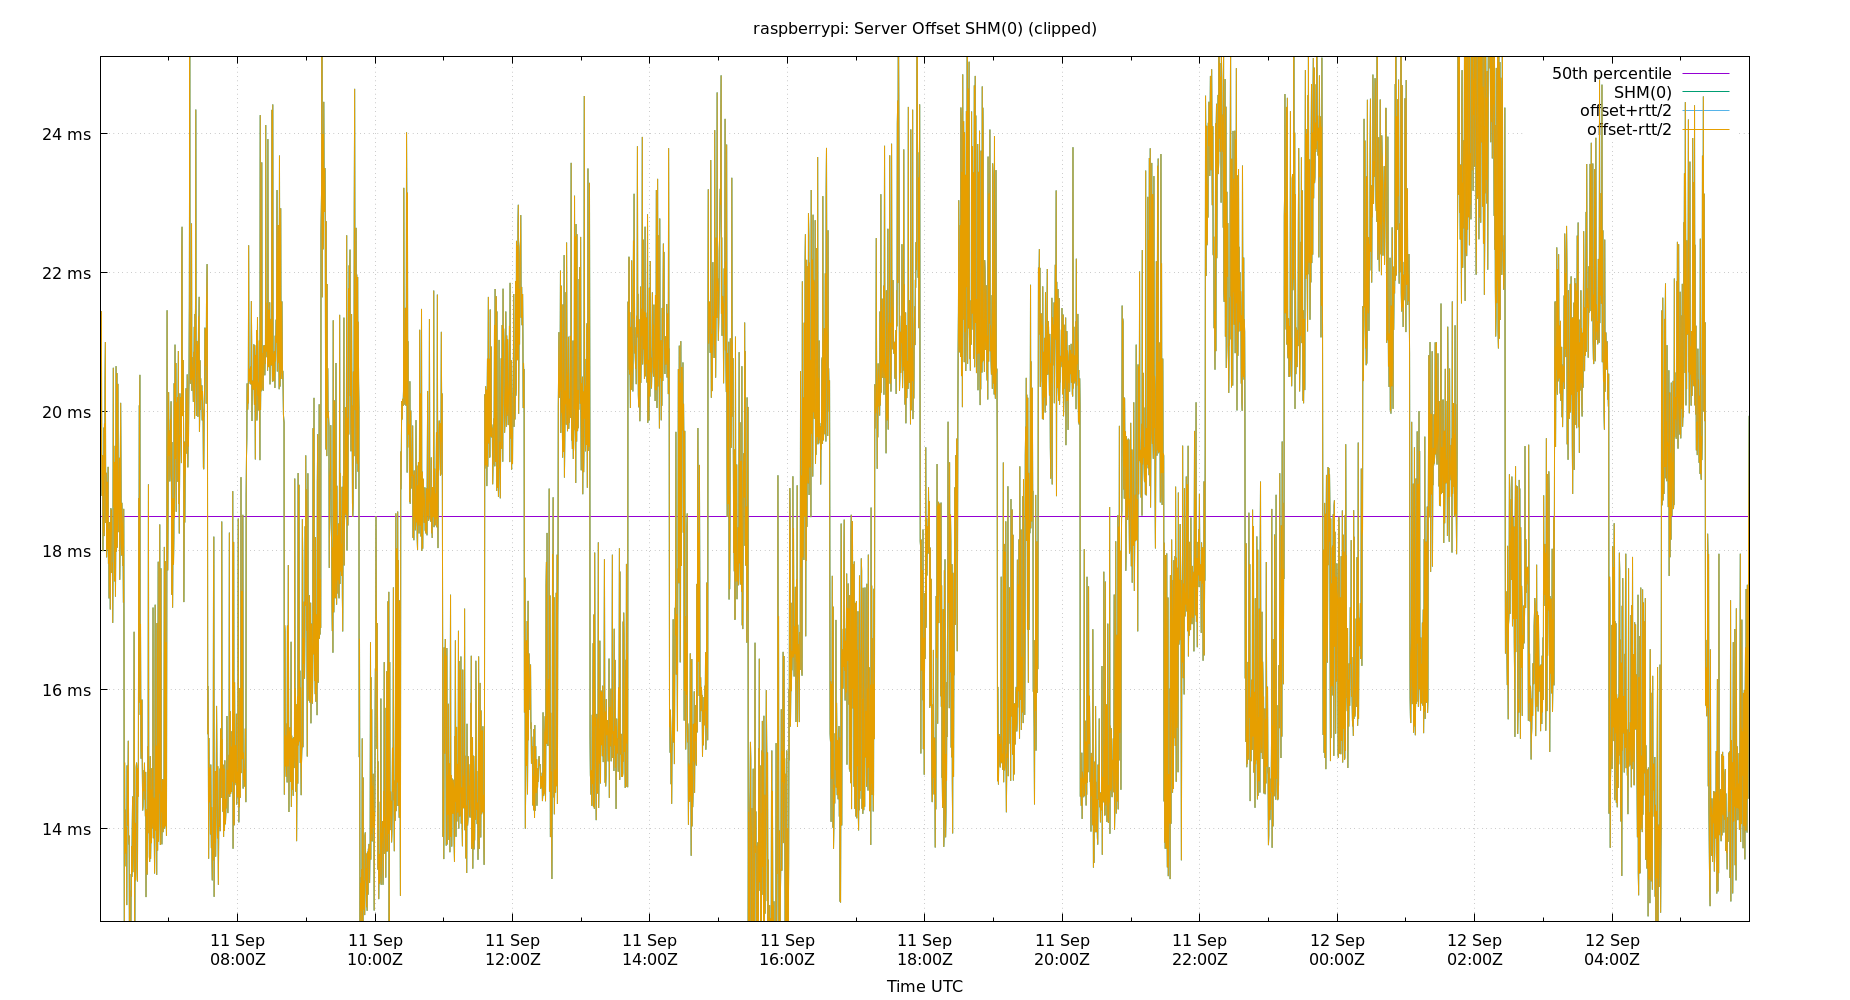 raspberrypi: Server Offset SHM(0) (clipped)
50th percentile
SHM(0)
offset+rtt/2
offset-rtt/2
24 ms
22 ms
20 ms
18 ms
16 ms
14 ms
11 Sep 11 Sep 11 Sep 11 Sep 11 Sep 11 Sep 11 Sep 11 Sep 12 Sep 12 Sep 12 Sep
08:00Z 10:00Z 12:00Z 14:00Z 16:00Z 18:00Z 20:00Z 22:00Z 00:00Z 02:00Z 04:00Z
Time UTC